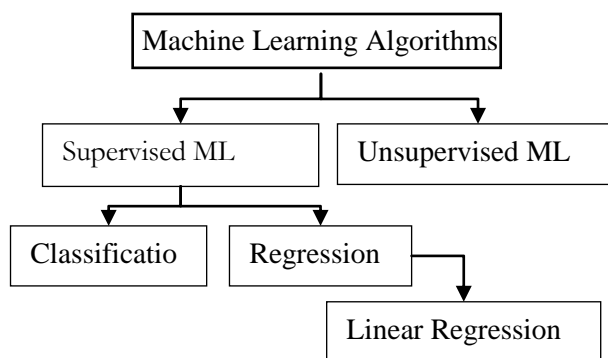 Machine Learning Algorithms
Supervised ML
Unsupervised ML
Classificatio
Regression
Linear Regression